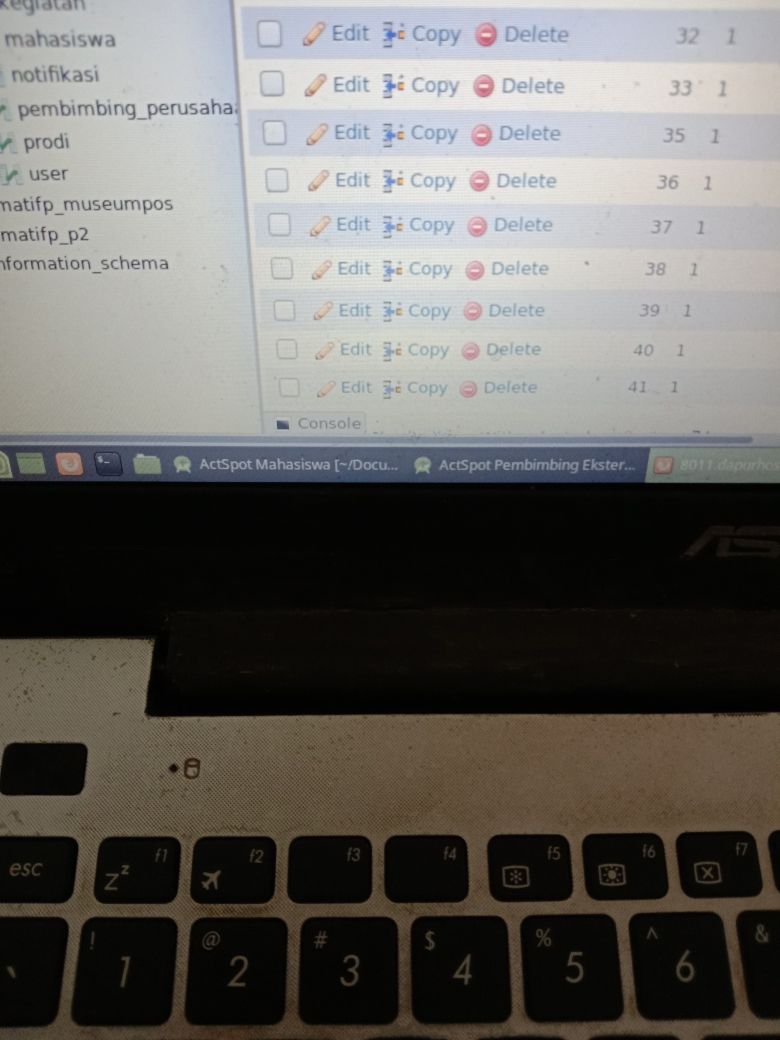 kegiatan
mahasiswa
notifikasi
pembimbing_perusaha
prodi
user
matifp_museumpos
matifp_p2
nformation_schema
Edit Copy Delete 32 1
Edit Copy Delete 33 1
Edit Copy Delete 35 1
Edit Copy Delete 36 1
Edit Copy Delete 37 1
Edit Copy Delete 38 1
Edit Copy Delete 39 1
Edit Copy Delete 40 1
Edit Copy Delete 41 1
Console
ActSpot Mahasiswa [~/Docu... ActSpot Pembimbing Ekster...
esc f1 f2 f3 f4 f5 f6 f7
Zz
! @ # $ % ^ &
` 1 2 3 4 5 6